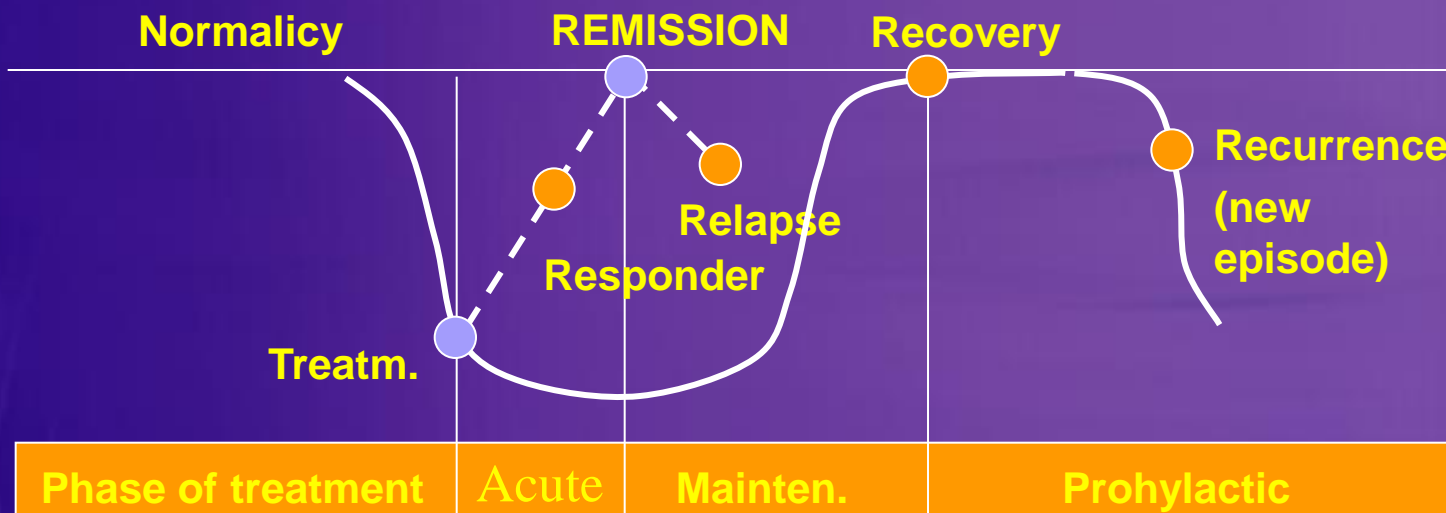 Normalicy
REMISSION
Recovery
Recurrence
(new
episode)
Relapse
Responder
Treatm.
Phase of treatment
Acute
Mainten.
Prohylactic